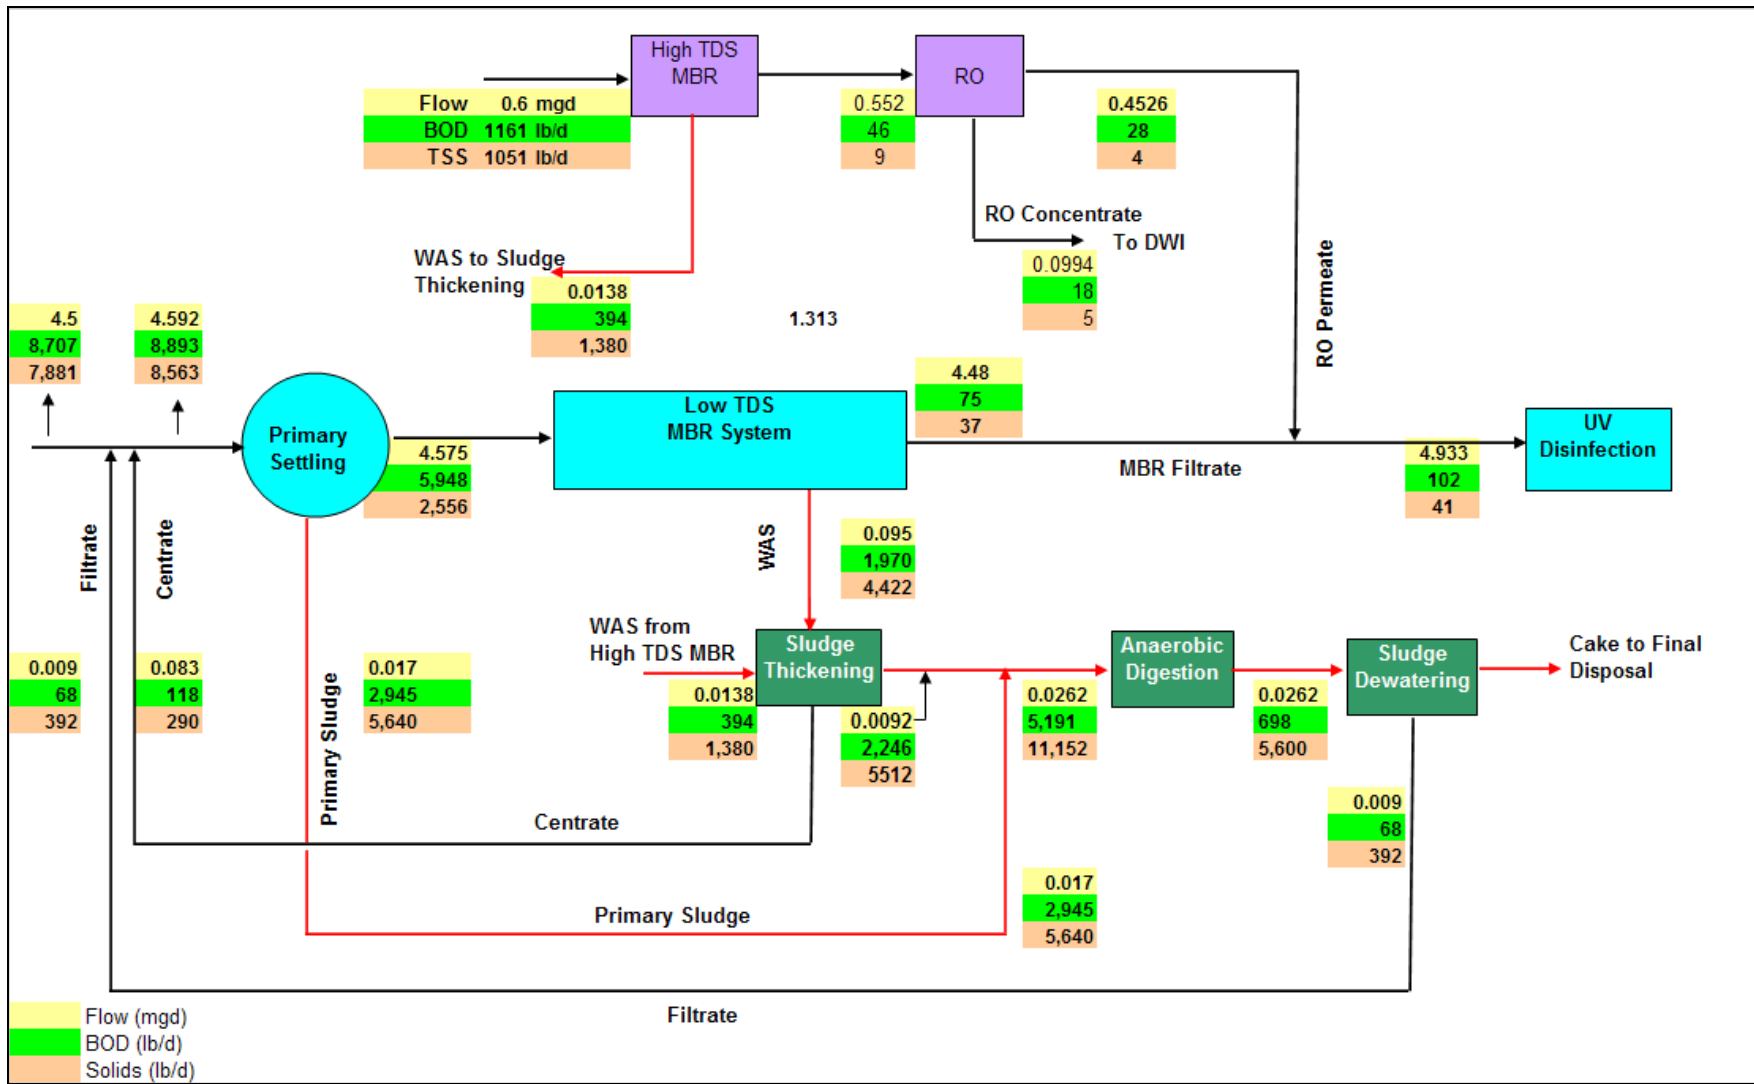 High TDS
MBR
RO
Flow 0.6 mgd
BOD 1161 lb/d
TSS 1051 lb/d
0.552
46
9
0.4526
28
4
RO Concentrate
To DWI
0.0994
18
5
WAS to Sludge
Thickening
0.0138
394
1,380
1.313
RO Permeate
4.5
8,707
7,881
4.592
8,893
8,563
Primary
Settling
4.575
5,948
2,556
Low TDS
MBR System
4.48
75
37
MBR Filtrate
4.933
102
41
UV
Disinfection
Filtrate
Centrate
WAS
0.095
1,970
4,422
0.009
68
392
0.083
118
290
Primary Sludge
0.017
2,945
5,640
WAS from
High TDS MBR
0.0138
394
1,380
Sludge
Thickening
0.0092
2,246
5512
0.0262
5,191
11,152
Anaerobic
Digestion
0.0262
698
5,600
Sludge
Dewatering
Cake to Final
Disposal
0.009
68
392
Centrate
Primary Sludge
0.017
2,945
5,640
Filtrate
Flow (mgd)
BOD (lb/d)
Solids (lb/d)